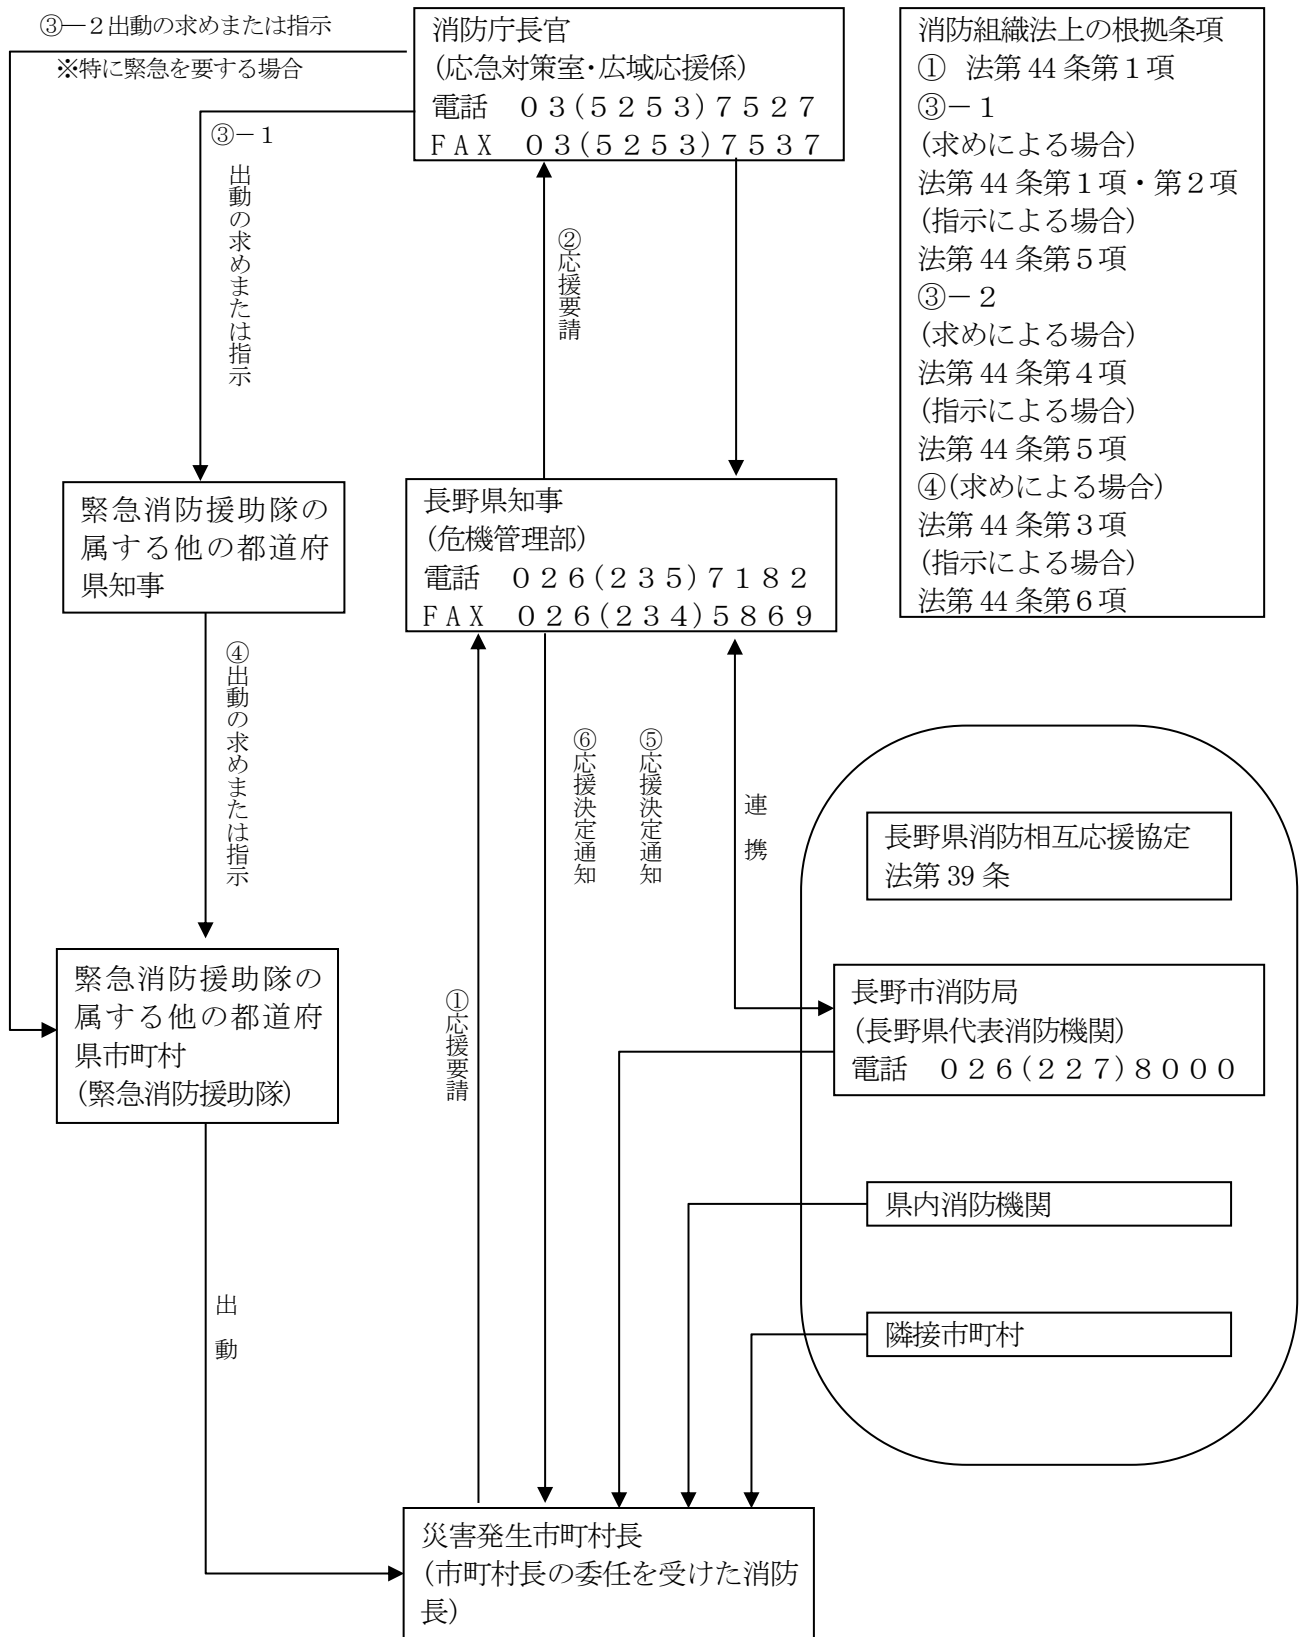 ③―２出動の求めまたは指示
※特に緊急を要する場合
消防庁長官
(応急対策室・広域応援係)
電話　０３(５２５３)７５２７
ＦＡＸ　０３(５２５３)７５３７
③－１
出動の求めまたは指示
②応援要請
消防組織法上の根拠条項
①　法第 44 条第１項
③－１
(求めによる場合)
法第 44 条第１項・第２項
(指示による場合)
法第 44 条第５項
③－２
(求めによる場合)
法第 44 条第４項
(指示による場合)
法第 44 条第５項
④(求めによる場合)
法第 44 条第３項
(指示による場合)
法第 44 条第６項
緊急消防援助隊の
属する他の都道府
県知事
長野県知事
(危機管理部)
電話　０２６(２３５)７１８２
ＦＡＸ　０２６(２３４)５８６９
④出動の求めまたは指示
⑥応援決定通知
⑤応援決定通知
連　携
①応援要請
長野県消防相互応援協定
法第 39 条
緊急消防援助隊の
属する他の都道府
県市町村
(緊急消防援助隊)
長野市消防局
(長野県代表消防機関)
電話　０２６(２２７)８０００
県内消防機関
隣接市町村
出　動
災害発生市町村長
(市町村長の委任を受けた消防
長)